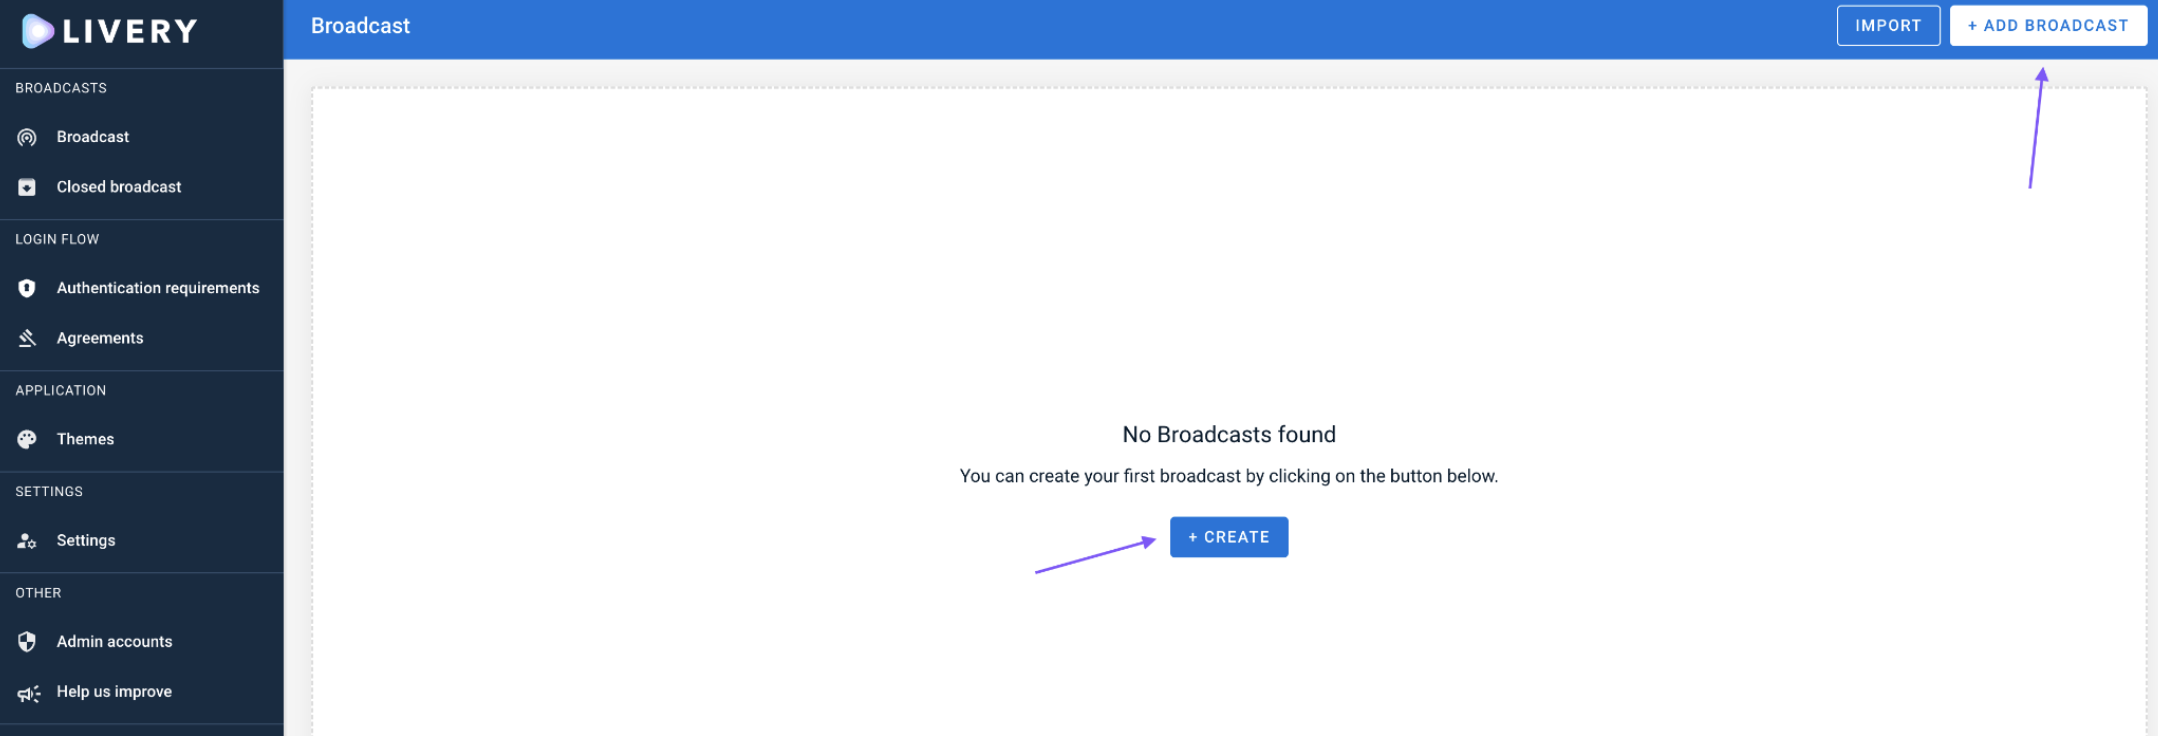 LIVERY
BROADCASTS
Broadcast
Closed broadcast
LOGIN FLOW
Authentication requirements
Agreements
APPLICATION
Themes
SETTINGS
Settings
OTHER
Admin accounts
Help us improve
Broadcast
IMPORT
+ ADD BROADCAST
No Broadcasts found
You can create your first broadcast by clicking on the button below.
+ CREATE